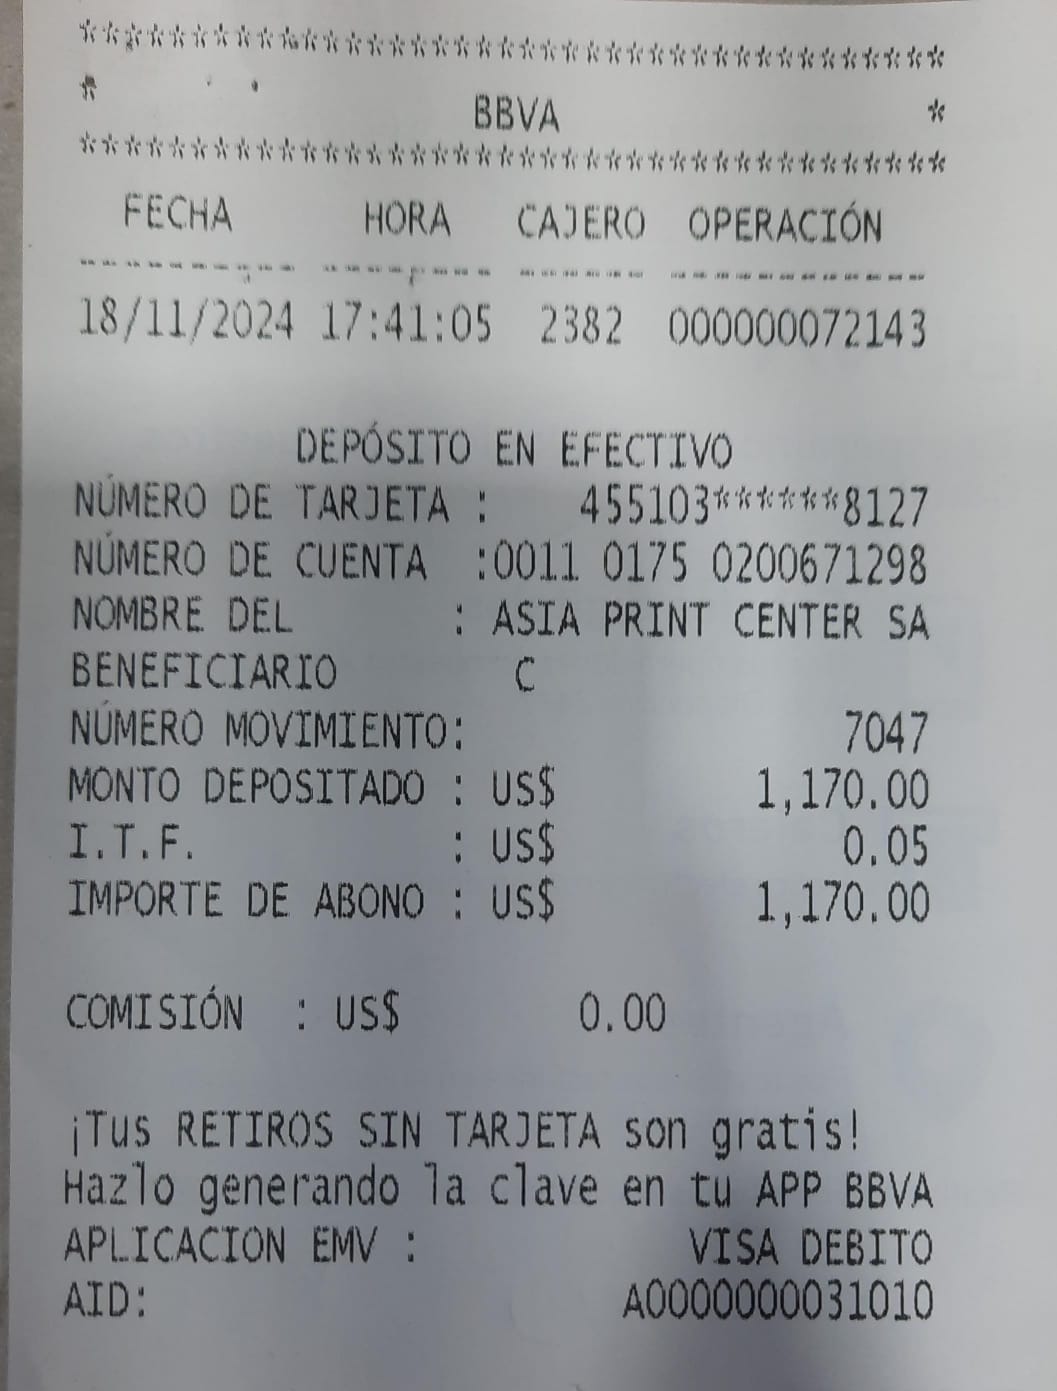 ****************************************
* BBVA *
****************************************
FECHA HORA CAJERO OPERACIÓN
---------- -------- ------ ------------
18/11/2024 17:41:05 2382 000000072143
DEPÓSITO EN EFECTIVO
NÚMERO DE TARJETA : 455103******8127
NÚMERO DE CUENTA :0011 0175 0200671298
NOMBRE DEL : ASIA PRINT CENTER SA
BENEFICIARIO C
NÚMERO MOVIMIENTO: 7047
MONTO DEPOSITADO : US$ 1,170.00
I.T.F. : US$ 0.05
IMPORTE DE ABONO : US$ 1,170.00
COMISIÓN : US$ 0.00
¡Tus RETIROS SIN TARJETA son gratis!
Hazlo generando la clave en tu APP BBVA
APLICACION EMV : VISA DEBITO
AID: A0000000031010